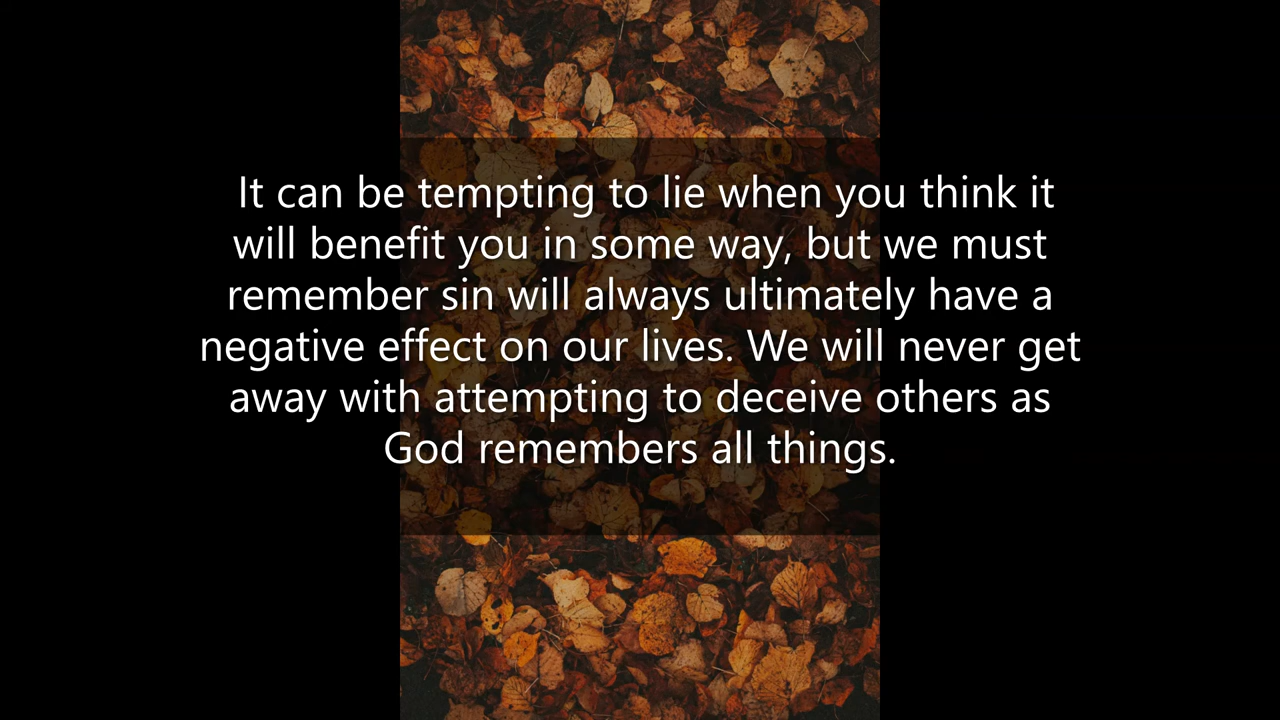 It can be tempting to lie when you think it
will benefit you in some way, but we must
remember sin will always ultimately have a
negative effect on our lives. We will never get
away with attempting to deceive others as
God remembers all things.